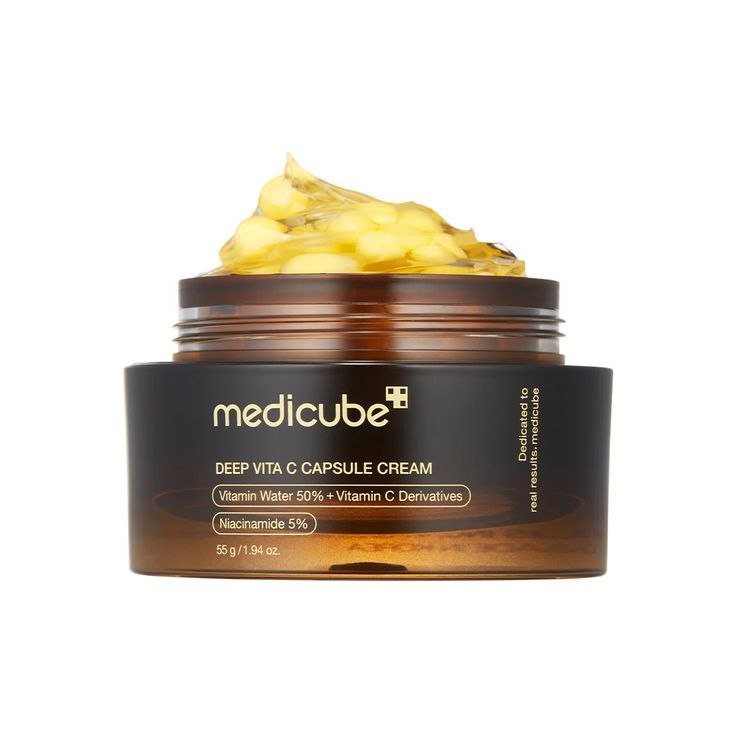 medicube
DEEP VITA C CAPSULE CREAM
Vitamin Water 50% + Vitamin C Derivatives
Niacinamide 5%
55 g / 1.94 oz.
Dedicated to
real results. medicube